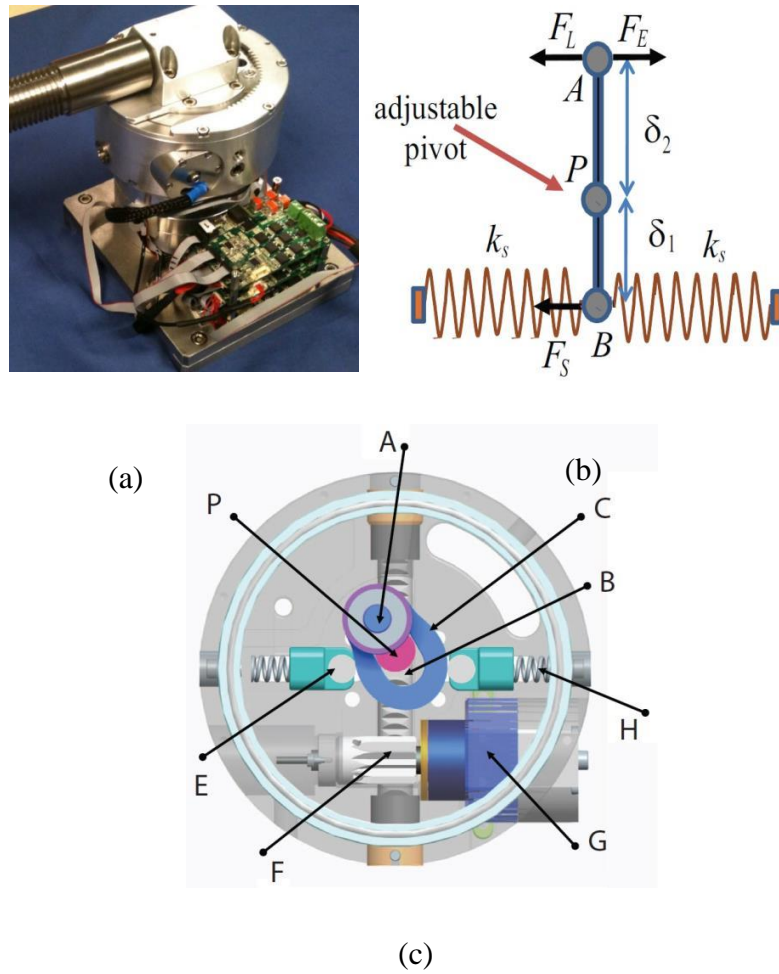 F_L F_E
A
adjustable
pivot
δ₂
P
δ₁
k_s k_s
F_S B
(a)
(b)
A
P
C
B
E
H
F
G
(c)